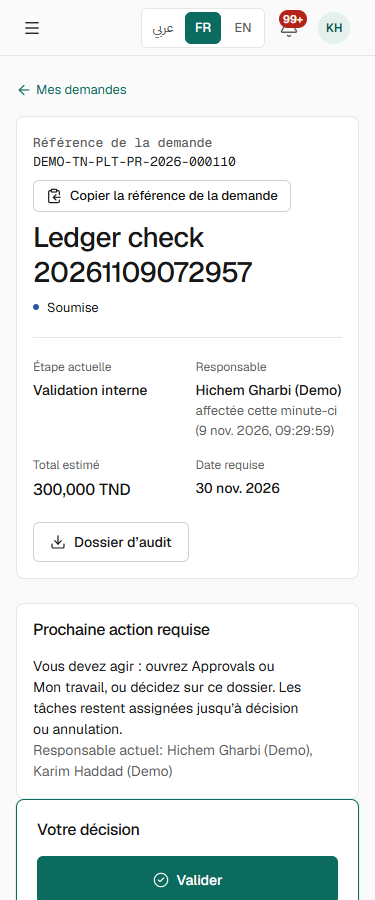 عربي FR EN 99+ KH
Mes demandes
Référence de la demande
DEMO-TN-PLT-PR-2026-000110
Copier la référence de la demande
Ledger check
20261109072957
Soumise
Étape actuelle
Validation interne
Responsable
Hichem Gharbi (Demo)
affectée cette minute-ci
(9 nov. 2026, 09:29:59)
Total estimé
300,000 TND
Date requise
30 nov. 2026
Dossier d’audit
Prochaine action requise
Vous devez agir : ouvrez Approvals ou
Mon travail, ou décidez sur ce dossier. Les
tâches restent assignées jusqu’à décision
ou annulation.
Responsable actuel: Hichem Gharbi (Demo),
Karim Haddad (Demo)
Votre décision
Valider